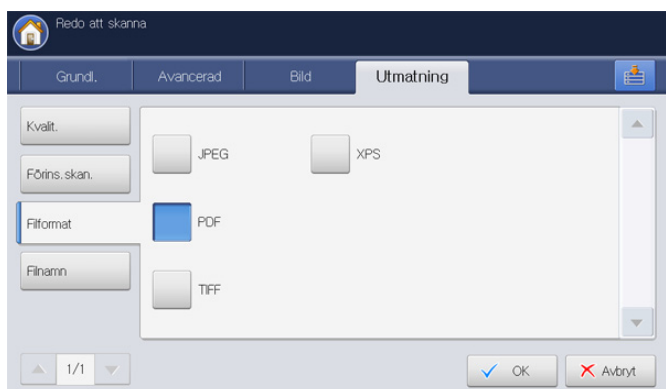 Redo att skanna
Grundl.
Avancerad
Bild
Utmatning
Kvalit.
Förins. skan.
Filformat
Filnamn
JPEG
XPS
PDF
TIFF
1/1
OK
Avbryt